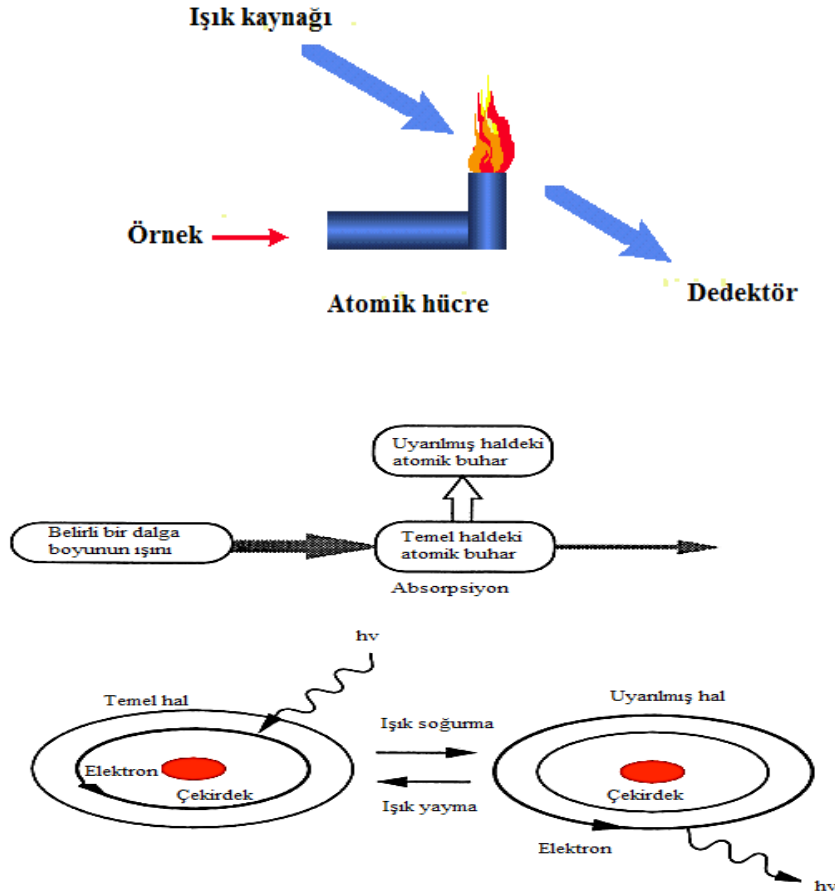 Işık kaynağı
Örnek
Dedektör
Atomik hücre
Uyarılmış haldeki
atomik buhar
Belirli bir dalga
boyunun ışını
Temel haldeki
atomik buhar
Absorpsiyon
hv
Temel hal
Uyarılmış hal
Işık soğurma
Elektron
Çekirdek
Çekirdek
Işık yayma
Elektron
hv